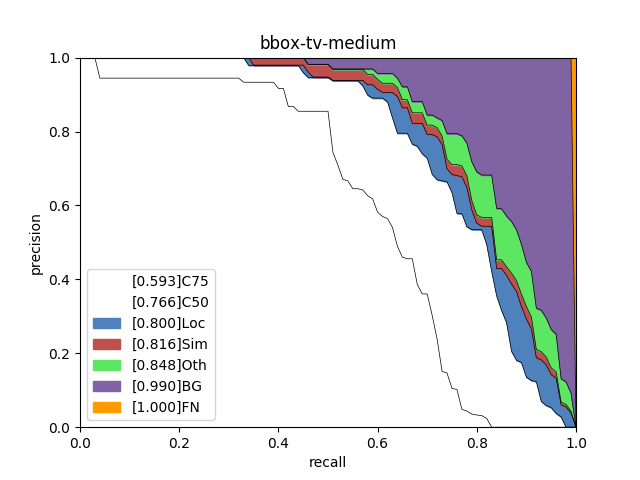 bbox-tv-medium
1.0
0.8
0.6
0.4
0.2
0.0
precision
[0.593]C75
[0.766]C50
[0.800]Loc
[0.816]Sim
[0.848]Oth
[0.990]BG
[1.000]FN
0.0 0.2 0.4 0.6 0.8 1.0
recall